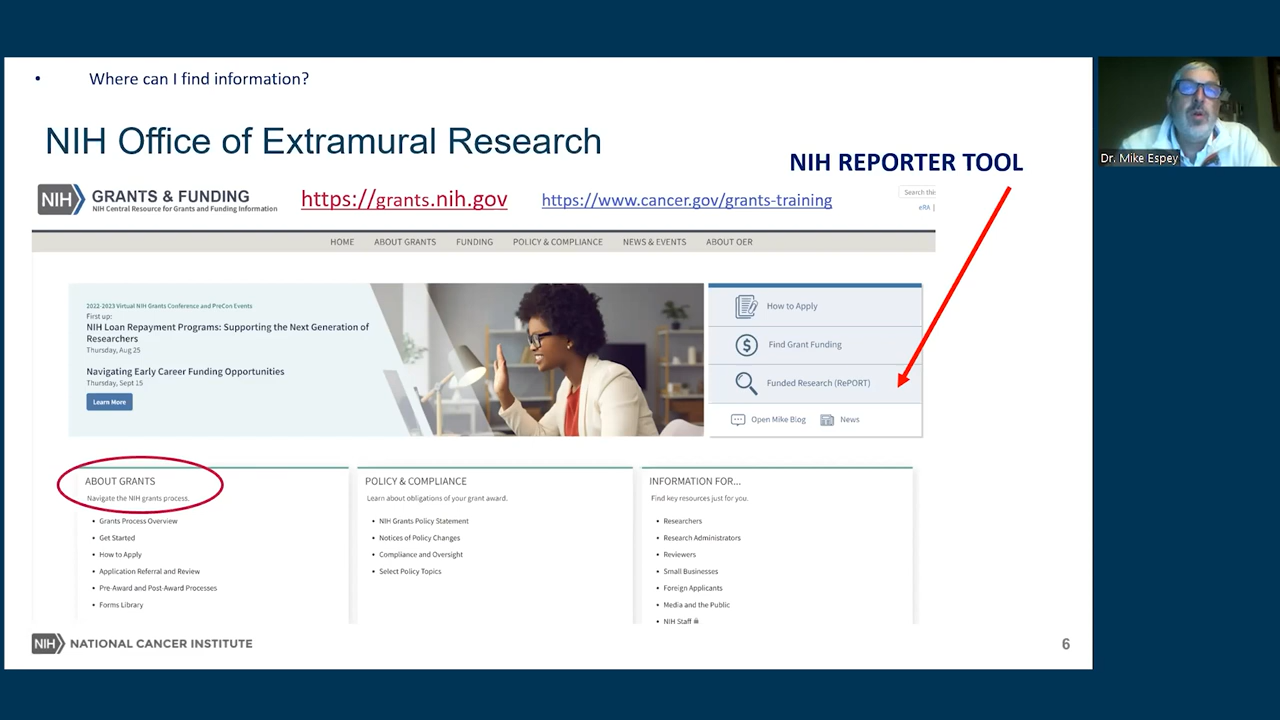 • Where can I find information?
NIH Office of Extramural Research
NIH REPORTER TOOL
NIH GRANTS & FUNDING
NIH Central Resource for Grants and Funding Information
https://grants.nih.gov
https://www.cancer.gov/grants-training
Search this
eRA |
HOME ABOUT GRANTS FUNDING POLICY & COMPLIANCE NEWS & EVENTS ABOUT OER
2022-2023 Virtual NIH Grants Conference and PreCon Events
First up:
NIH Loan Repayment Programs: Supporting the Next Generation of
Researchers
Thursday, Aug 25
Navigating Early Career Funding Opportunities
Thursday, Sept 15
Learn More
How to Apply
Find Grant Funding
Funded Research (RePORT)
Open Mike Blog News
ABOUT GRANTS
Navigate the NIH grants process.
• Grants Process Overview
• Get Started
• How to Apply
• Application Referral and Review
• Pre-Award and Post-Award Processes
• Forms Library
POLICY & COMPLIANCE
Learn about obligations of your grant award.
• NIH Grants Policy Statement
• Notices of Policy Changes
• Compliance and Oversight
• Select Policy Topics
INFORMATION FOR...
Find key resources just for you.
• Researchers
• Research Administrators
• Reviewers
• Small Businesses
• Foreign Applicants
• Media and the Public
• NIH Staff
NIH NATIONAL CANCER INSTITUTE
6
Dr. Mike Espey